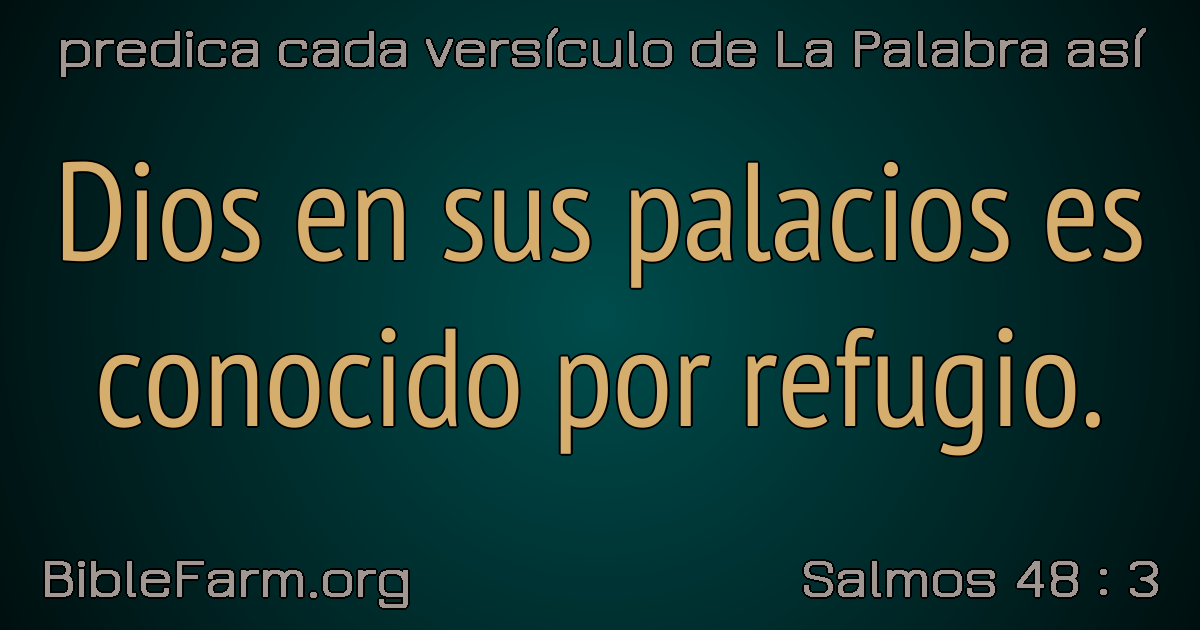 predica cada versículo de La Palabra así
Dios en sus palacios es
conocido por refugio.
BibleFarm.org
Salmos 48 : 3